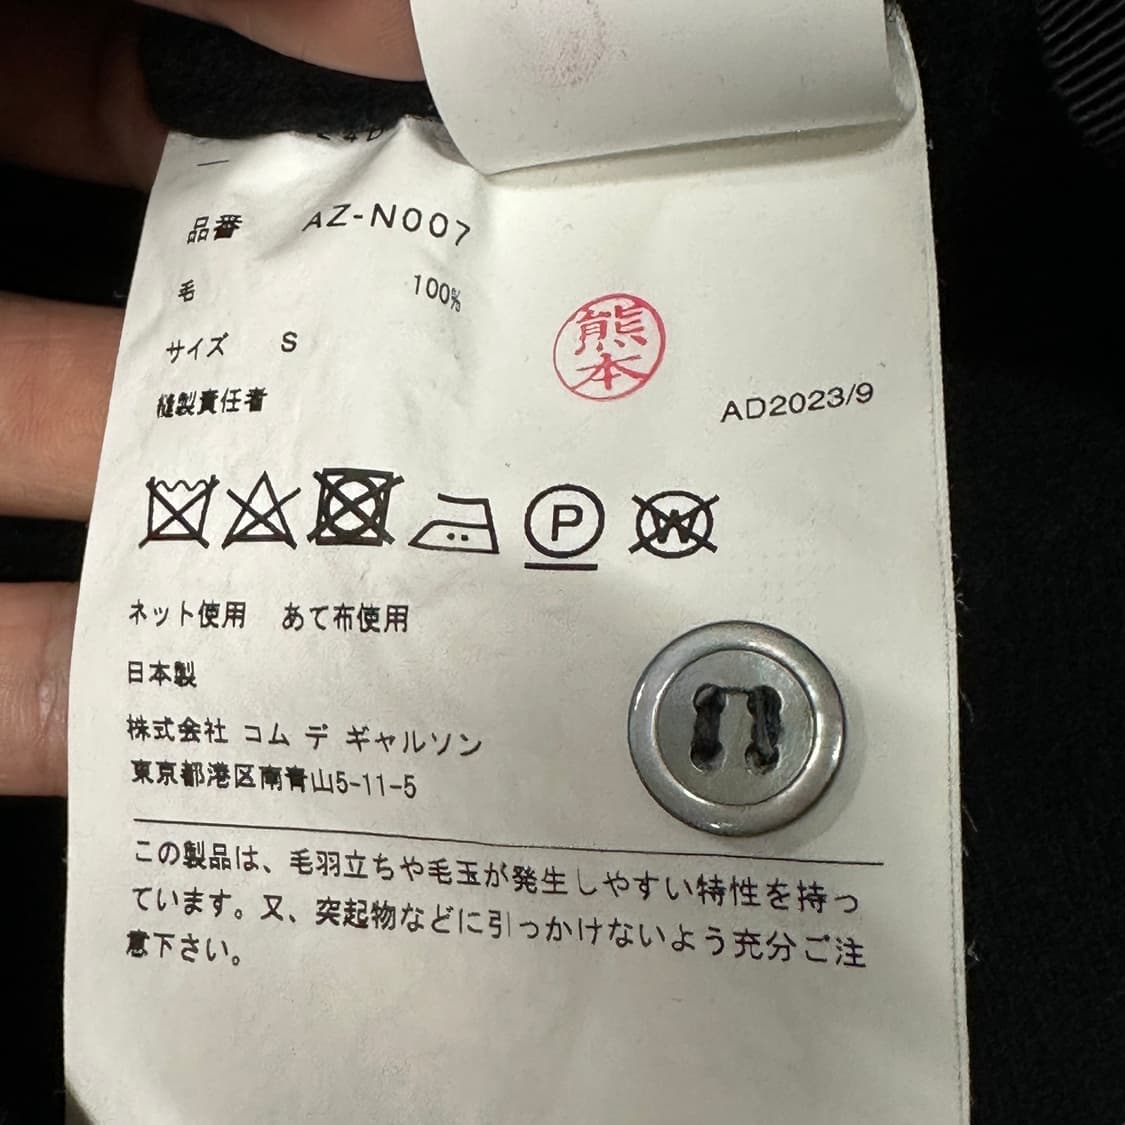 品番 AZ-N007
毛 100%
サイズ S
熊本
縫製責任者
AD2023/9
P
W
ネット使用 あて布使用
日本製
株式会社 コム デ ギャルソン
東京都港区南青山5-11-5
この製品は、毛羽立ちや毛玉が発生しやすい特性を持っ
ています。又、突起物などに引っかけないよう充分ご注
意下さい。